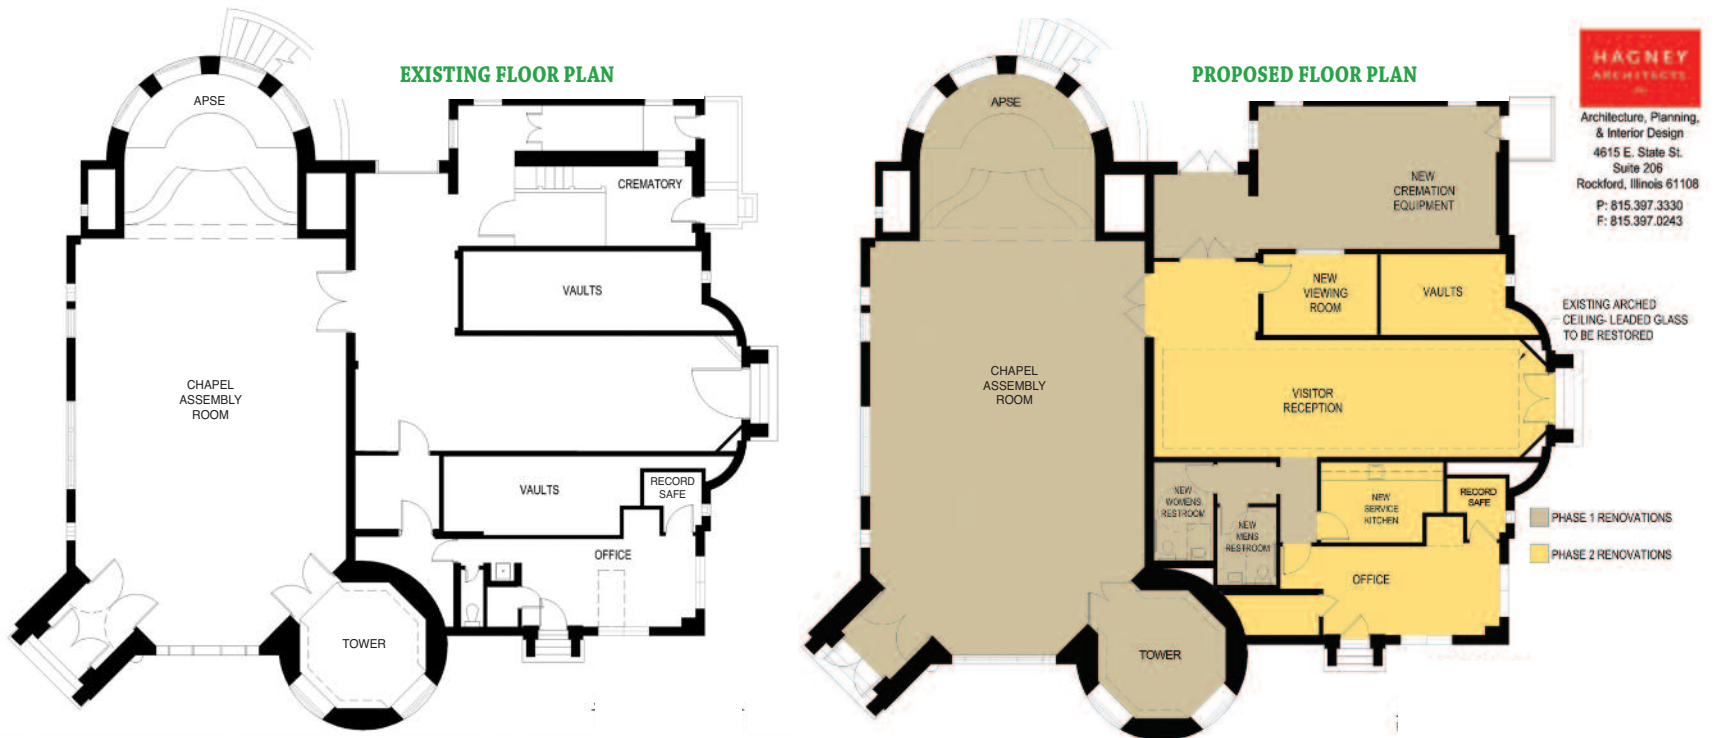 EXISTING FLOOR PLAN
APSE
CREMATORY
VAULTS
CHAPEL
ASSEMBLY
ROOM
VAULTS
RECORD
SAFE
OFFICE
TOWER
PROPOSED FLOOR PLAN
APSE
NEW
CREMATION
EQUIPMENT
NEW
VIEWING
ROOM
VAULTS
EXISTING ARCHED
CEILING- LEADED GLASS
TO BE RESTORED
CHAPEL
ASSEMBLY
ROOM
VISITOR
RECEPTION
NEW
WOMENS
RESTROOM
NEW
MENS
RESTROOM
NEW
SERVICE
KITCHEN
RECORD
SAFE
OFFICE
TOWER
PHASE 1 RENOVATIONS
PHASE 2 RENOVATIONS
HAGNEY
ARCHITECTS
Architecture, Planning,
& Interior Design
4615 E. State St.
Suite 206
Rockford, Illinois 61108
P: 815.397.3330
F: 815.397.0243